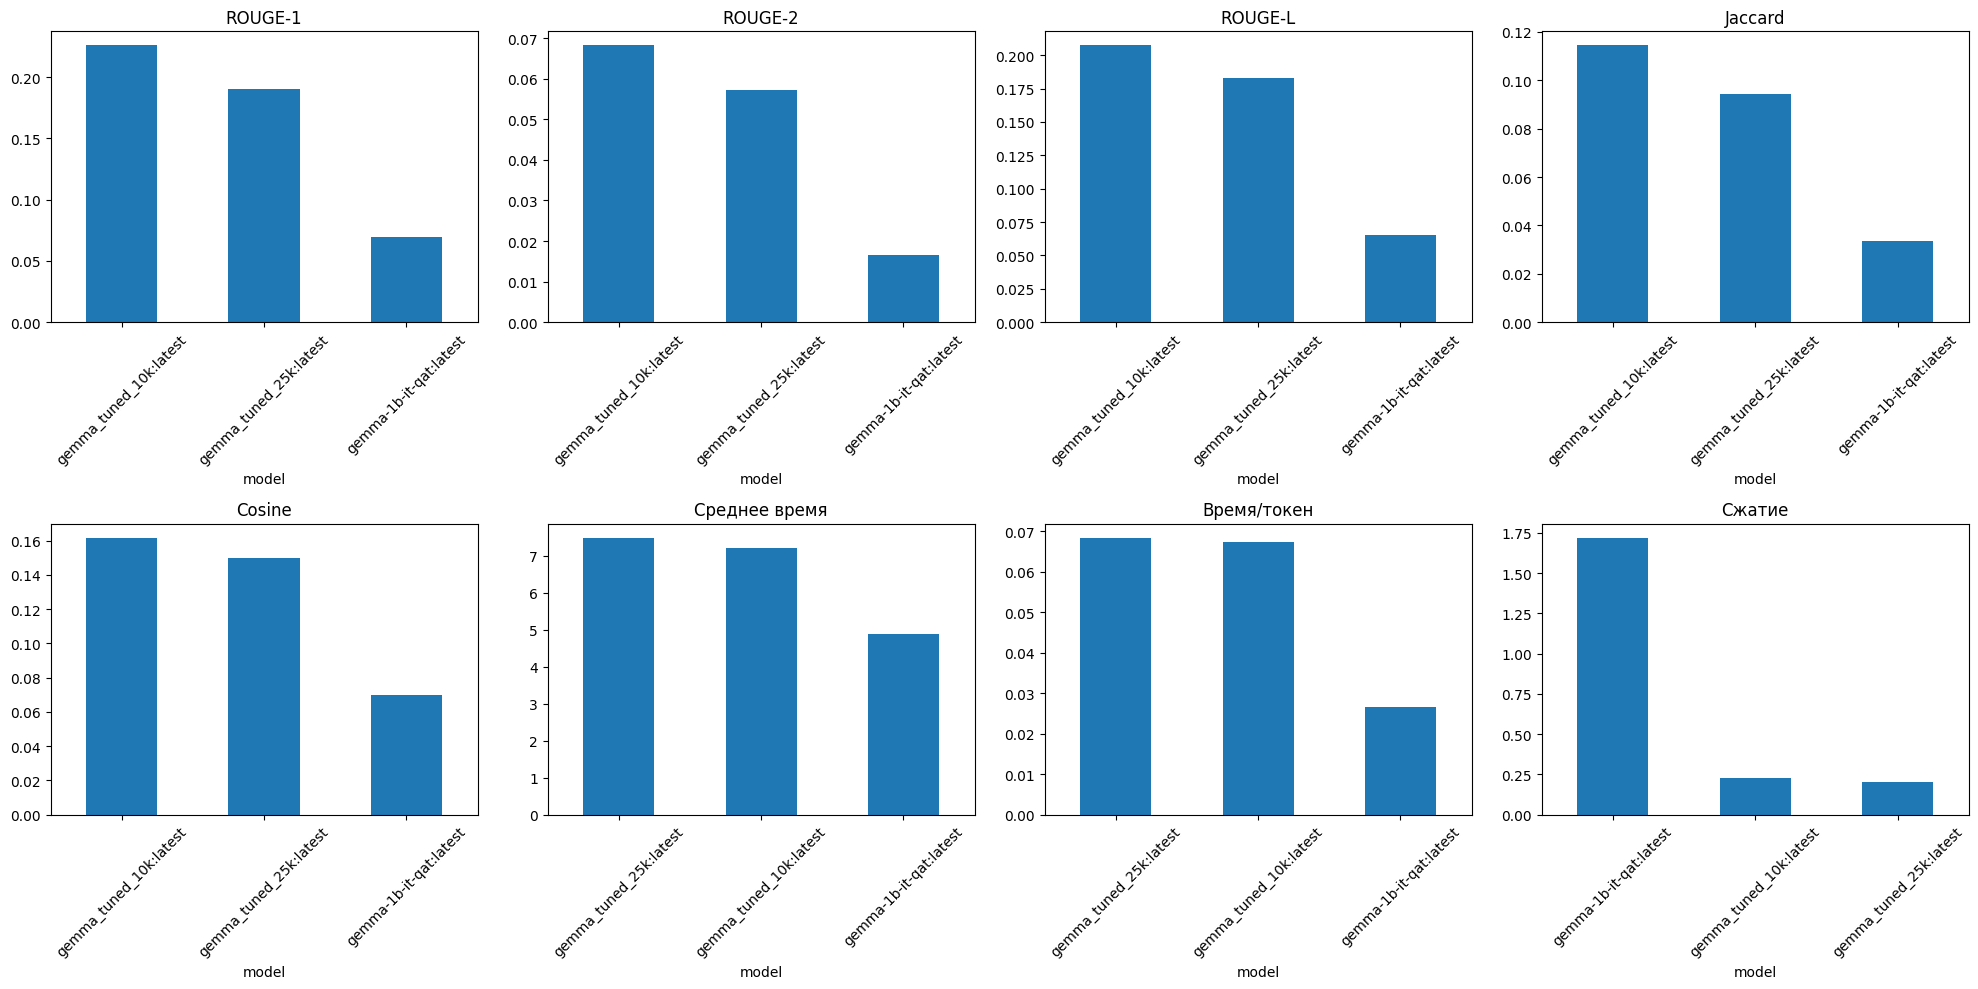 ROUGE-1
0.20
0.15
0.10
0.05
0.00
gemma_tuned_10k:latest
gemma_tuned_25k:latest
gemma-1b-it-qat:latest
model
ROUGE-2
0.07
0.06
0.05
0.04
0.03
0.02
0.01
0.00
gemma_tuned_10k:latest
gemma_tuned_25k:latest
gemma-1b-it-qat:latest
model
ROUGE-L
0.200
0.175
0.150
0.125
0.100
0.075
0.050
0.025
0.000
gemma_tuned_10k:latest
gemma_tuned_25k:latest
gemma-1b-it-qat:latest
model
Jaccard
0.12
0.10
0.08
0.06
0.04
0.02
0.00
gemma_tuned_10k:latest
gemma_tuned_25k:latest
gemma-1b-it-qat:latest
model
Cosine
0.16
0.14
0.12
0.10
0.08
0.06
0.04
0.02
0.00
gemma_tuned_10k:latest
gemma_tuned_25k:latest
gemma-1b-it-qat:latest
model
Среднее время
7
6
5
4
3
2
1
0
gemma_tuned_25k:latest
gemma_tuned_10k:latest
gemma-1b-it-qat:latest
model
Время/токен
0.07
0.06
0.05
0.04
0.03
0.02
0.01
0.00
gemma_tuned_25k:latest
gemma_tuned_10k:latest
gemma-1b-it-qat:latest
model
Сжатие
1.75
1.50
1.25
1.00
0.75
0.50
0.25
0.00
gemma-1b-it-qat:latest
gemma_tuned_10k:latest
gemma_tuned_25k:latest
model